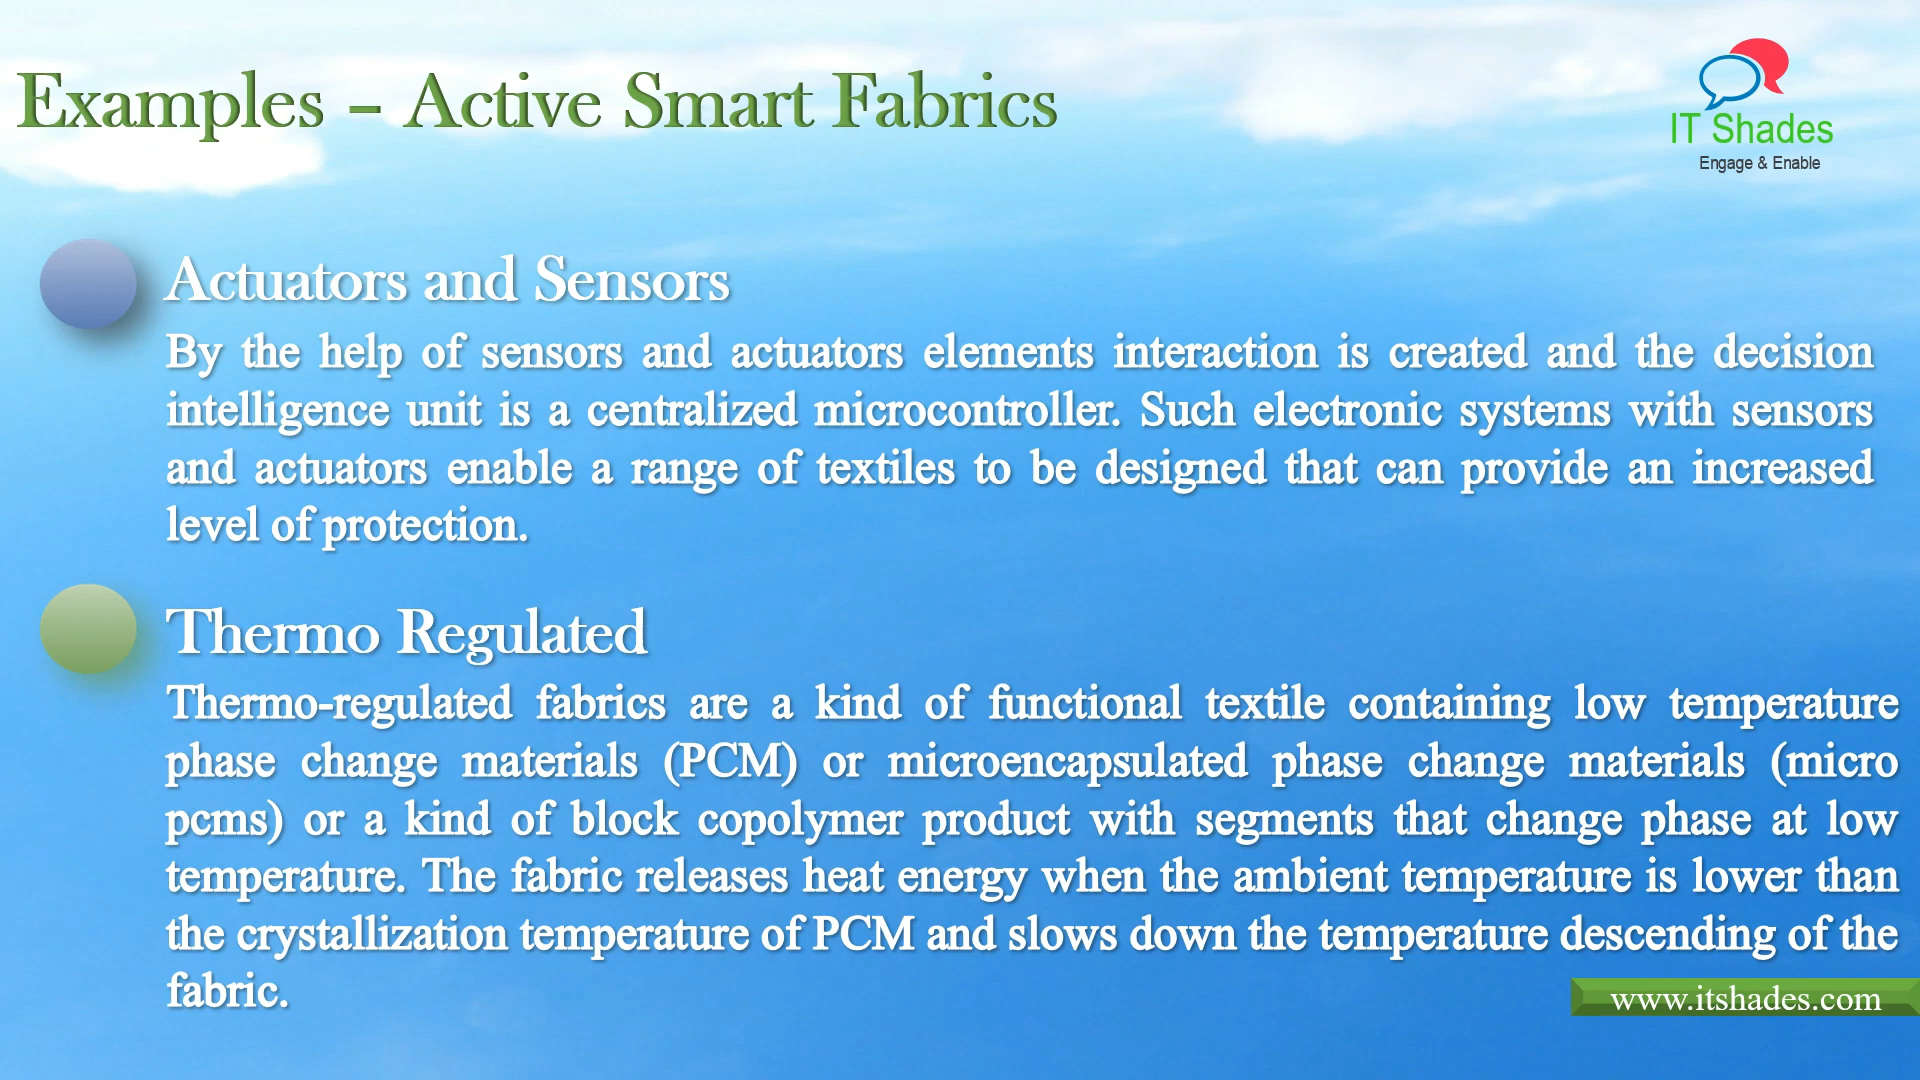 Examples – Active Smart Fabrics
IT Shades
Engage & Enable
Actuators and Sensors
By the help of sensors and actuators elements interaction is created and the decision
intelligence unit is a centralized microcontroller. Such electronic systems with sensors
and actuators enable a range of textiles to be designed that can provide an increased
level of protection.
Thermo Regulated
Thermo-regulated fabrics are a kind of functional textile containing low temperature
phase change materials (PCM) or microencapsulated phase change materials (micro
pcms) or a kind of block copolymer product with segments that change phase at low
temperature. The fabric releases heat energy when the ambient temperature is lower than
the crystallization temperature of PCM and slows down the temperature descending of the
fabric.
www.itshades.com